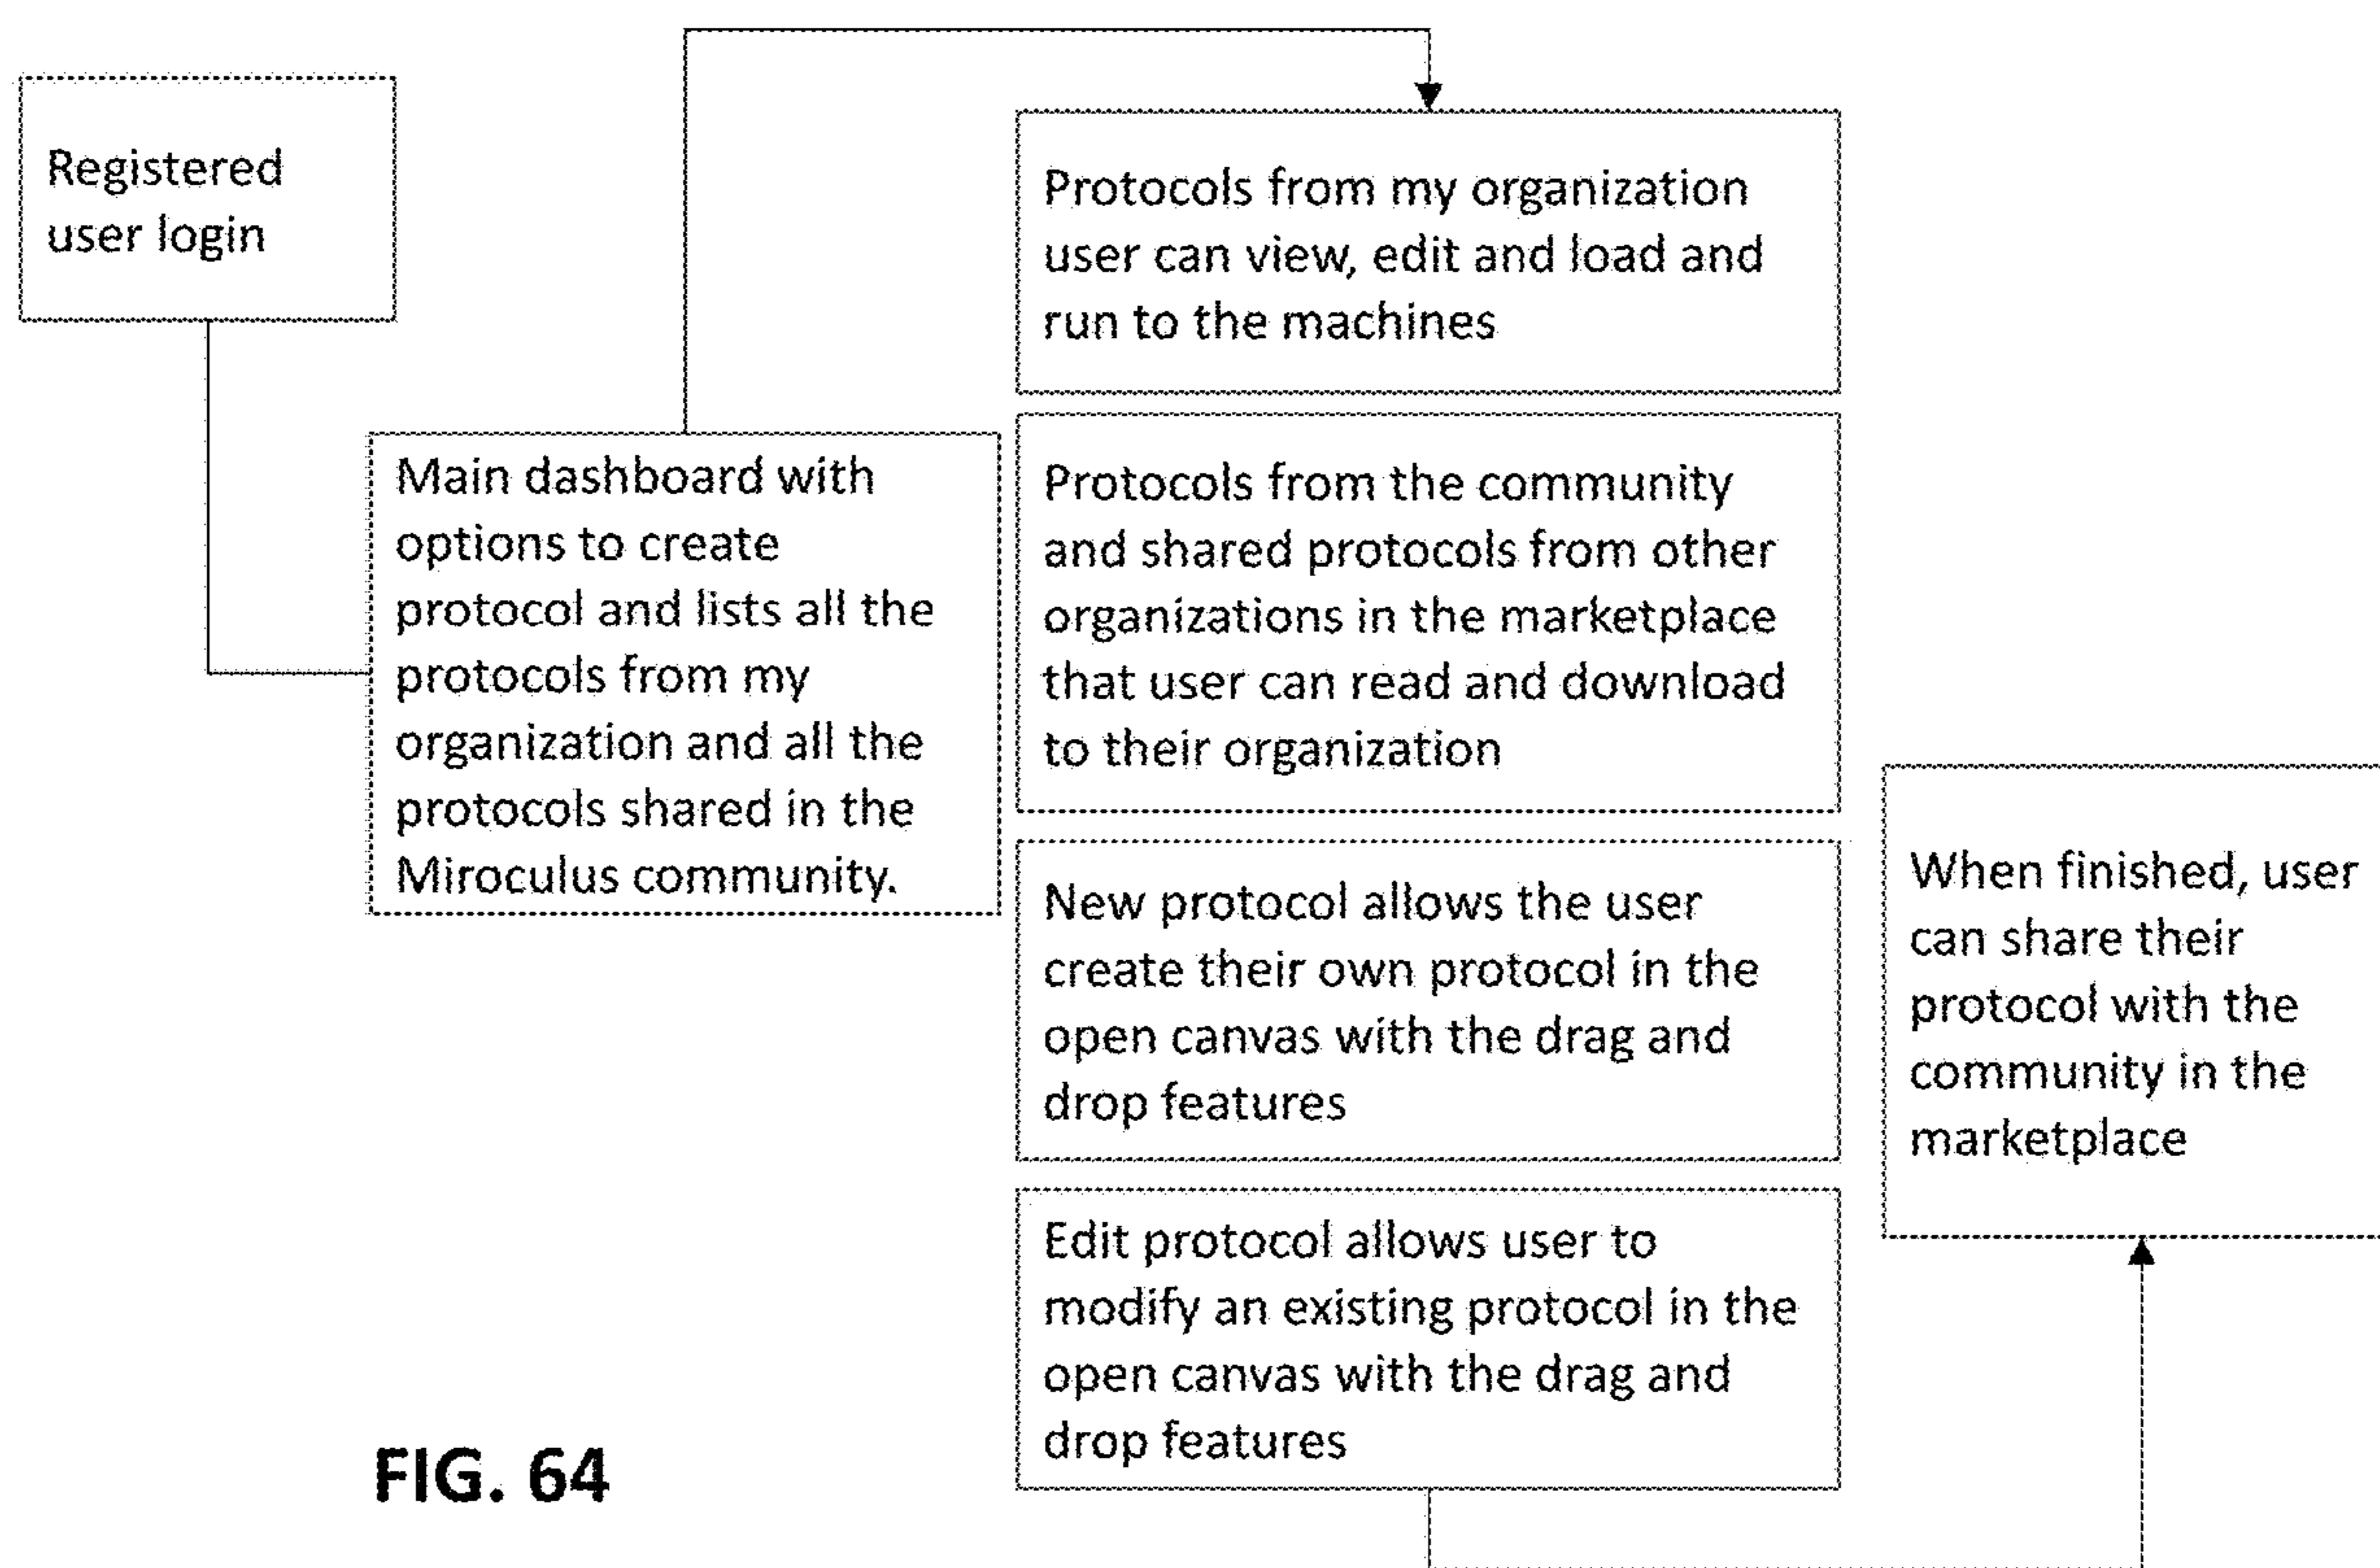 Registered
user login
Main dashboard with
options to create
protocol and lists all the
protocols from my
organization and all the
protocols shared in the
Miroculus community.
Protocols from my organization
user can view, edit and load and
run to the machines
Protocols from the community
and shared protocols from other
organizations in the marketplace
that user can read and download
to their organization
New protocol allows the user
create their own protocol in the
open canvas with the drag and
drop features
Edit protocol allows user to
modify an existing protocol in the
open canvas with the drag and
drop features
When finished, user
can share their
protocol with the
community in the
marketplace
FIG. 64